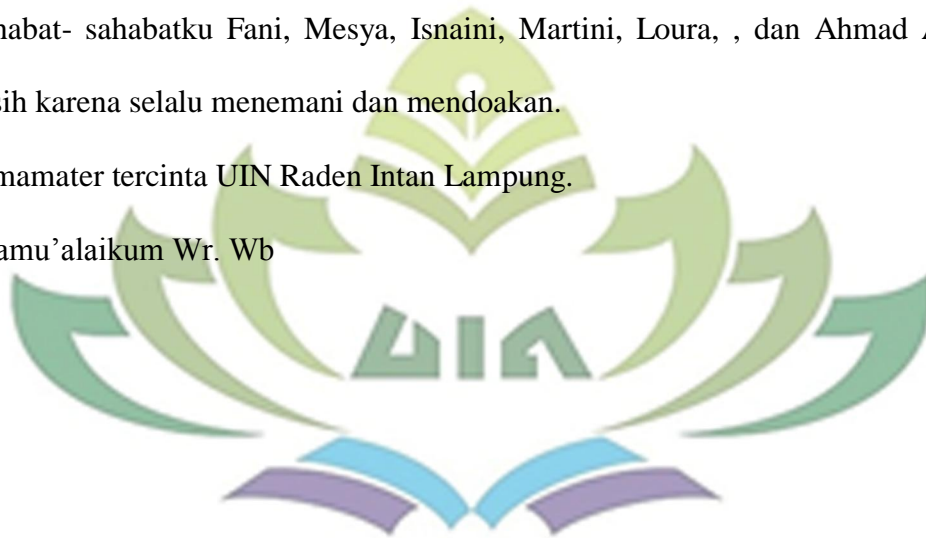 habat- sahabatku Fani, Mesya, Isnaini, Martini, Loura, , dan Ahmad
sih karena selalu menemani dan mendoakan.
mamater tercinta UIN Raden Intan Lampung.
amu’alaikum Wr. Wb
UIN